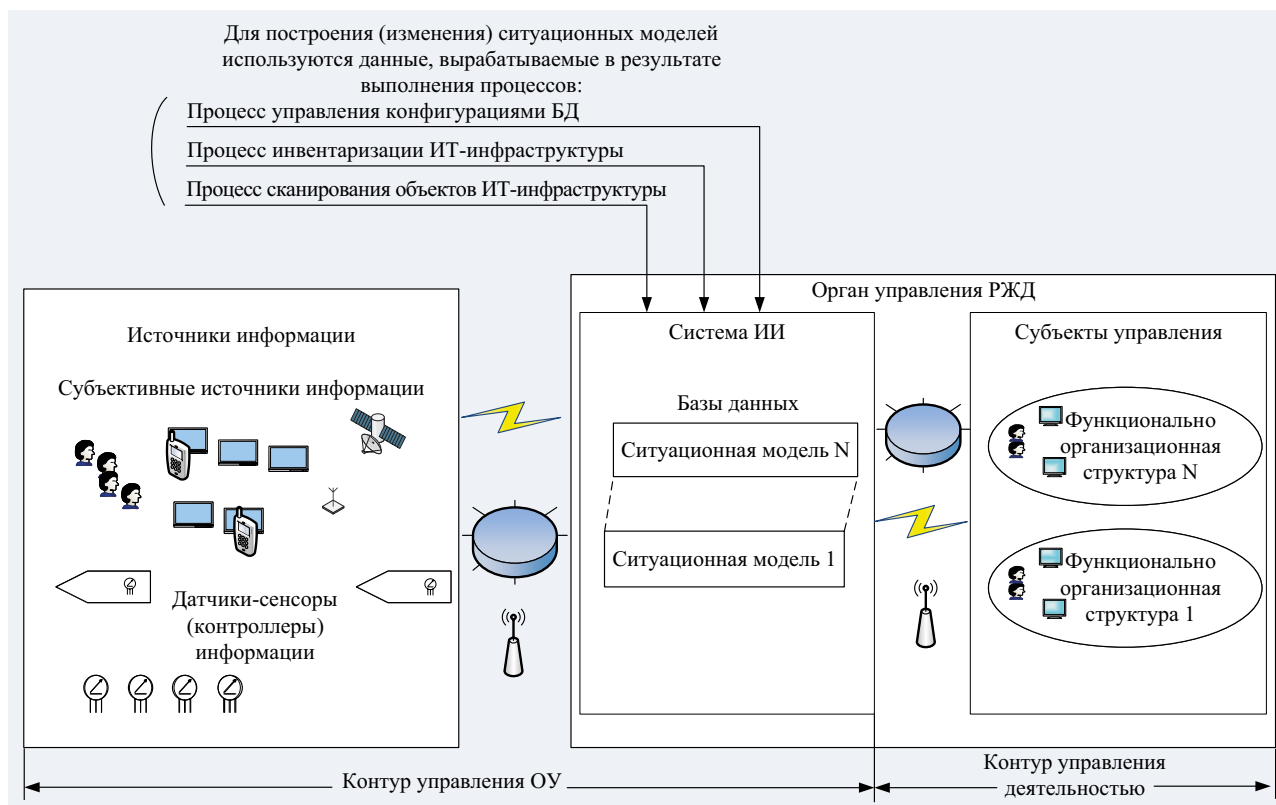 Для построения (изменения) ситуационных моделей
используются данные, вырабатываемые в результате
выполнения процессов:
Процесс управления конфигурациями БД
Процесс инвентаризации ИТ-инфраструктуры
Процесс сканирования объектов ИТ-инфраструктуры
Орган управления РЖД
Источники информации
Субъективные источники информации
Датчики-сенсоры
(контроллеры)
информации
Система ИИ
Базы данных
Ситуационная модель N
Ситуационная модель 1
Субъекты управления
Функционально
организационная
структура N
Функционально
организационная
структура 1
Контур управления ОУ
Контур управления
деятельностью